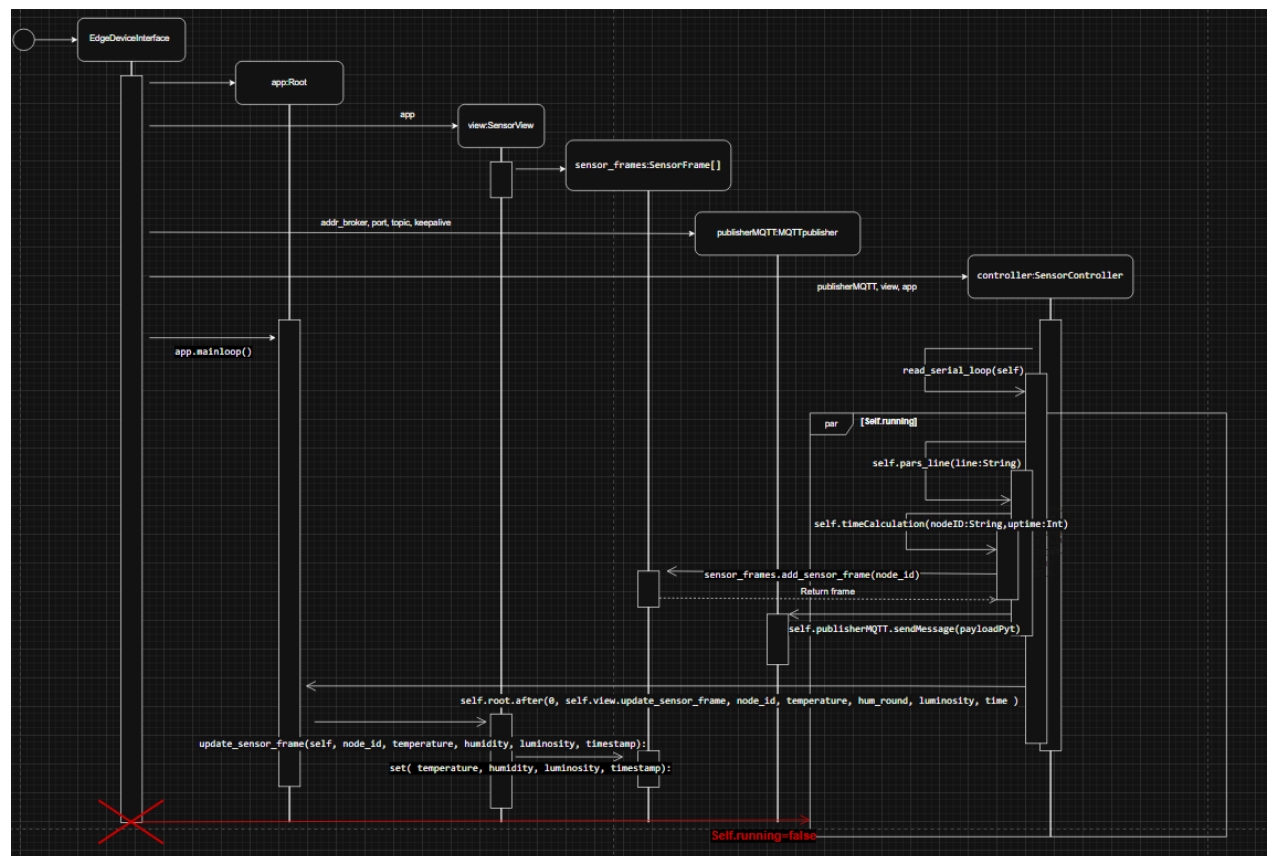 EdgeDeviceInterface
app:Root
app
view:SensorView
sensor_frames:SensorFrame[]
addr_broker, port, topic, keepalive
publisherMQTT:MQTTpublisher
controller:SensorController
publisherMQTT, view, app
app.mainloop()
read_serial_loop(self)
par
[Self.running]
self.pars_line(line:String)
self.timeCalculation(nodeID:String,uptime:Int)
sensor_frames.add_sensor_frame(node_id)
Return frame
self.publisherMQTT.sendMessage(payloadPyt)
self.root.after(0, self.view.update_sensor_frame, node_id, temperature, hum_round, luminosity, time )
update_sensor_frame(self, node_id, temperature, humidity, luminosity, timestamp):
set( temperature, humidity, luminosity, timestamp):
Self.running=false